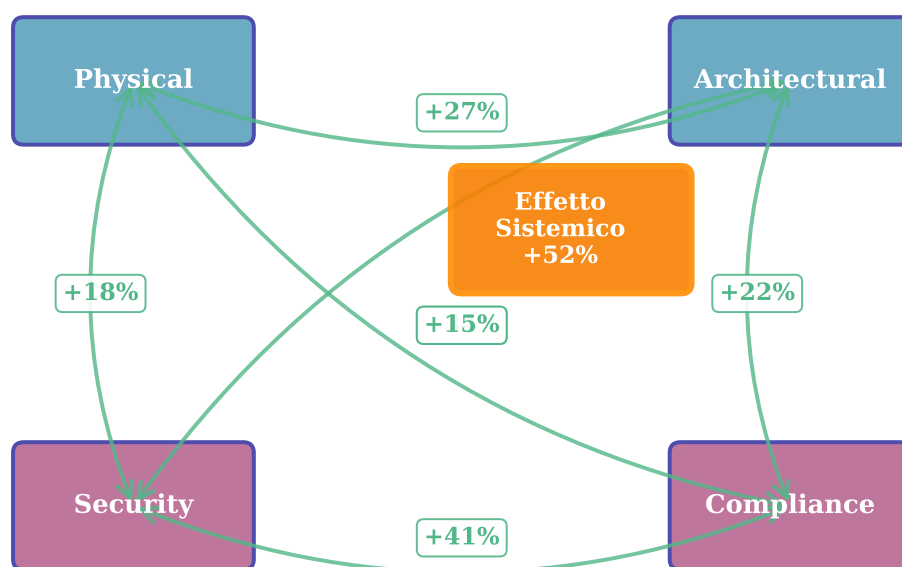 Physical
Architectural
+27%
Effetto
Sistemico
+52%
+18%
+22%
+15%
Security
Compliance
+41%